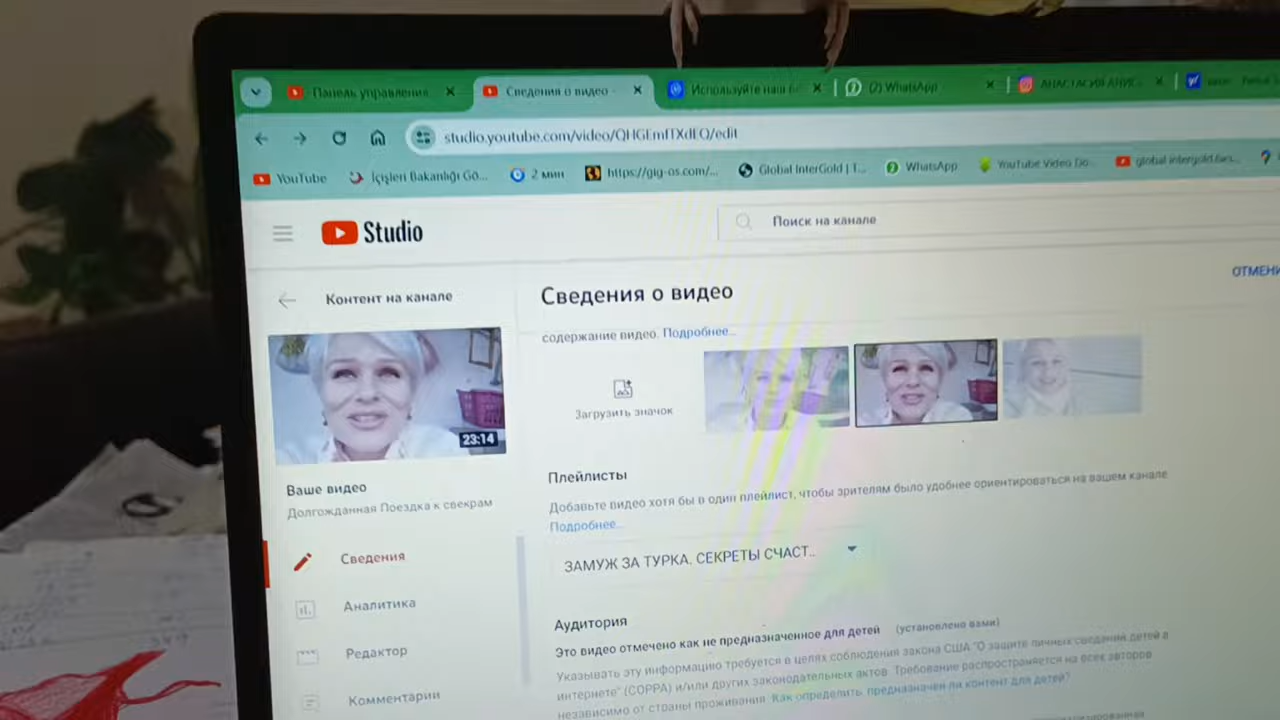 Панель управления
Сведения о видео -
Используйте наш
(2) WhatsApp
АНАСТАСИЯ АНИС
studio.youtube.com/video/QHGEmfTXdEQ/edit
YouTube
İçişleri Bakanlığı Gö...
2 мин
https://gig-os.com/...
Global InterGold | I...
WhatsApp
YouTube Video Do...
global intergold.би...
Studio
Поиск на канале
ОТМЕНИ
Контент на канале
Сведения о видео
содержание видео. Подробнее...
Загрузить значок
23:14
Ваше видео
Долгожданная Поездка к свекрам
Плейлисты
Добавьте видео хотя бы в один плейлист, чтобы зрителям было удобнее ориентироваться на вашем канале
Подробнее...
ЗАМУЖ ЗА ТУРКА. СЕКРЕТЫ СЧАСТ..
Сведения
Аналитика
Редактор
Комментарии
Аудитория
Это видео отмечено как не предназначенное для детей (установлено вами)
Указывать эту информацию требуется в целях соблюдения закона США "О защите личных сведений детей в
интернете" (COPPA) и/или других законодательных актов. Требование распространяется на всех авторов
независимо от страны проживания. Как определить, предназначен ли контент для детей?